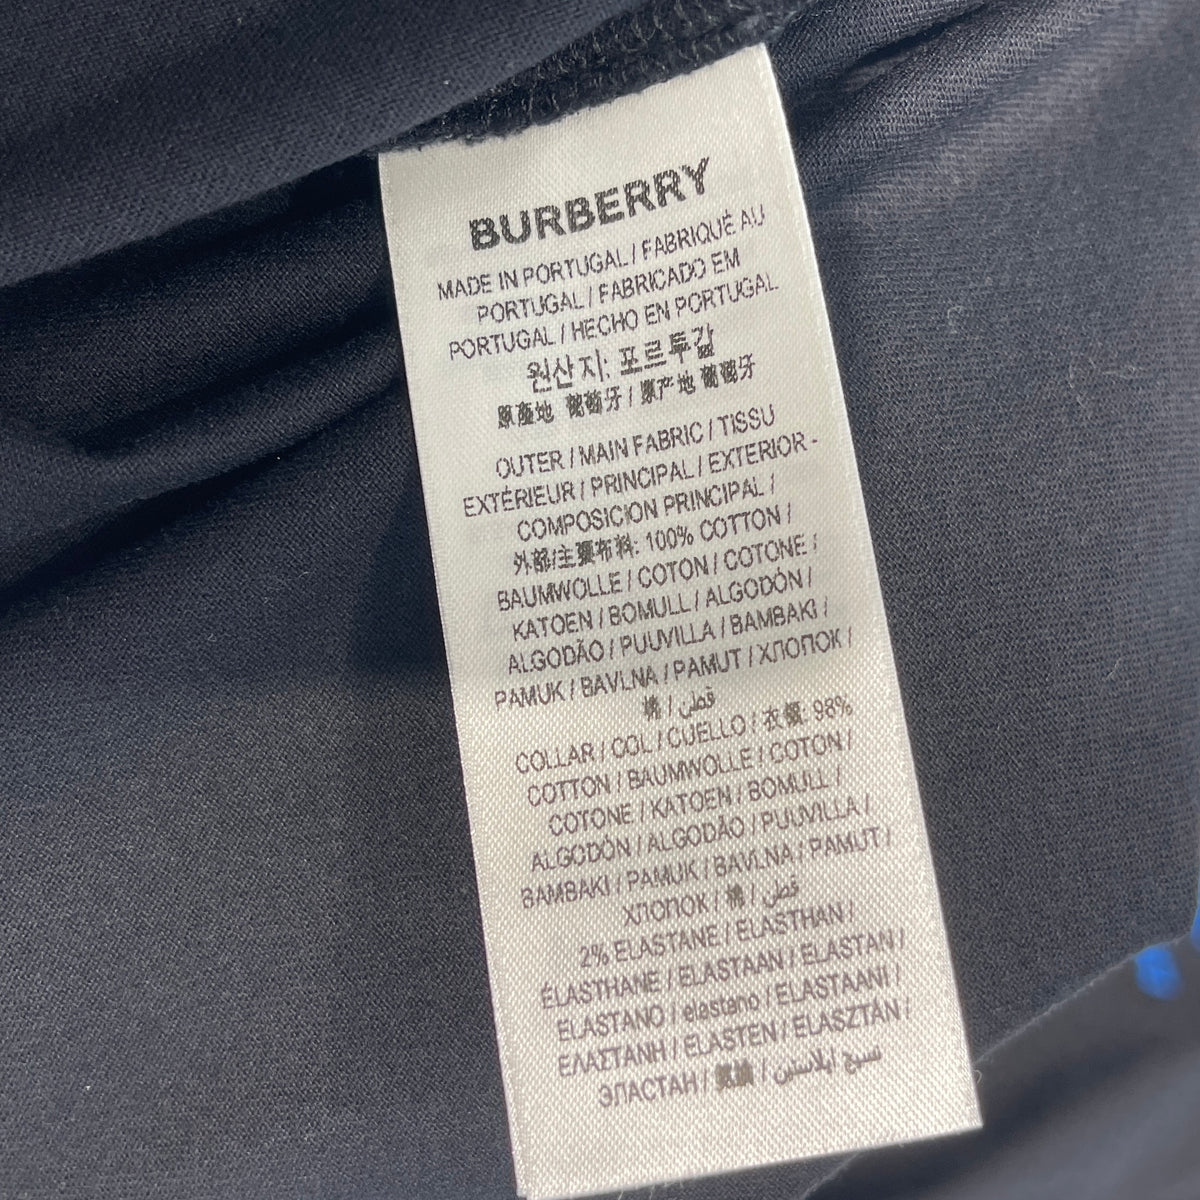 BURBERRY
MADE IN PORTUGAL / FABRIQUÉ AU
PORTUGAL / FABRICADO EM
PORTUGAL / HECHO EN PORTUGAL
원산지: 포르투갈
原產地 葡萄牙 / 原产地 葡萄牙
OUTER / MAIN FABRIC / TISSU
EXTÉRIEUR / PRINCIPAL / EXTERIOR -
COMPOSICION PRINCIPAL /
外部/主要布料: 100% COTTON /
BAUMWOLLE / COTON / COTONE /
KATOEN / BOMULL / ALGODÓN /
ALGODÃO / PUUVILLA / BAMBAKI /
PAMUK / BAVLNA / PAMUT / ХЛОПОК /
棉 / قطن
COLLAR / COL / CUELLO / 衣領: 98%
COTTON / BAUMWOLLE / COTON /
COTONE / KATOEN / BOMULL /
ALGODÓN / ALGODÃO / PUUVILLA /
BAMBAKI / PAMUK / BAVLNA / PAMUT /
ХЛОПОК / 棉 / قطن
2% ELASTANE / ELASTHAN /
ÉLASTHANE / ELASTAAN / ELASTAN /
ELASTANO / elastano / ELASTAANI /
ΕΛΑΣΤΑΝΗ / ELASTEN / ELASZTÁN /
ЭЛАСТАН / / نسيج إيلاستين